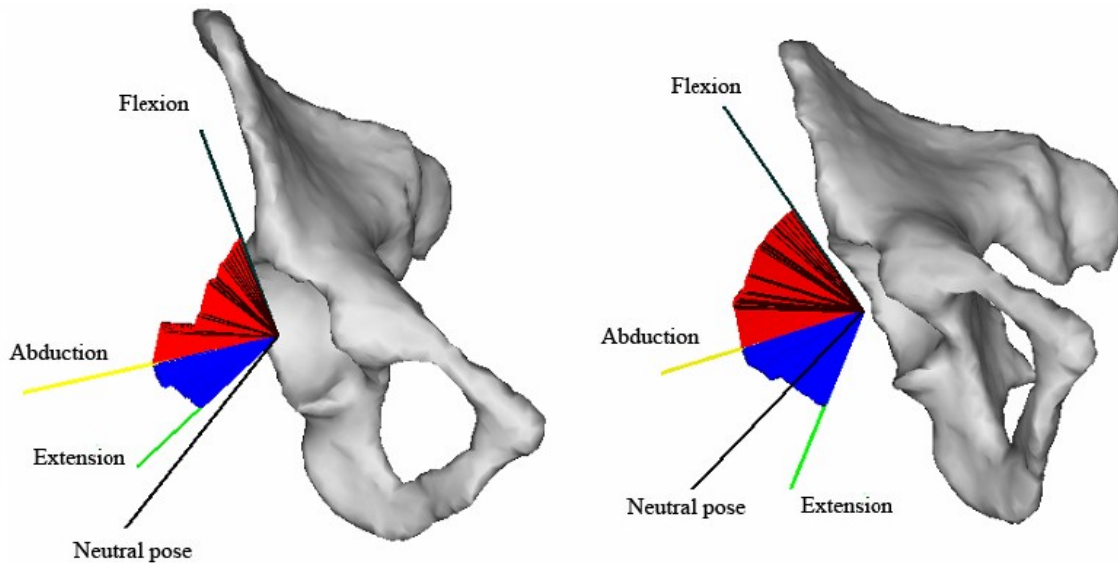 Flexion
Abduction
Extension
Neutral pose
Flexion
Abduction
Neutral pose
Extension